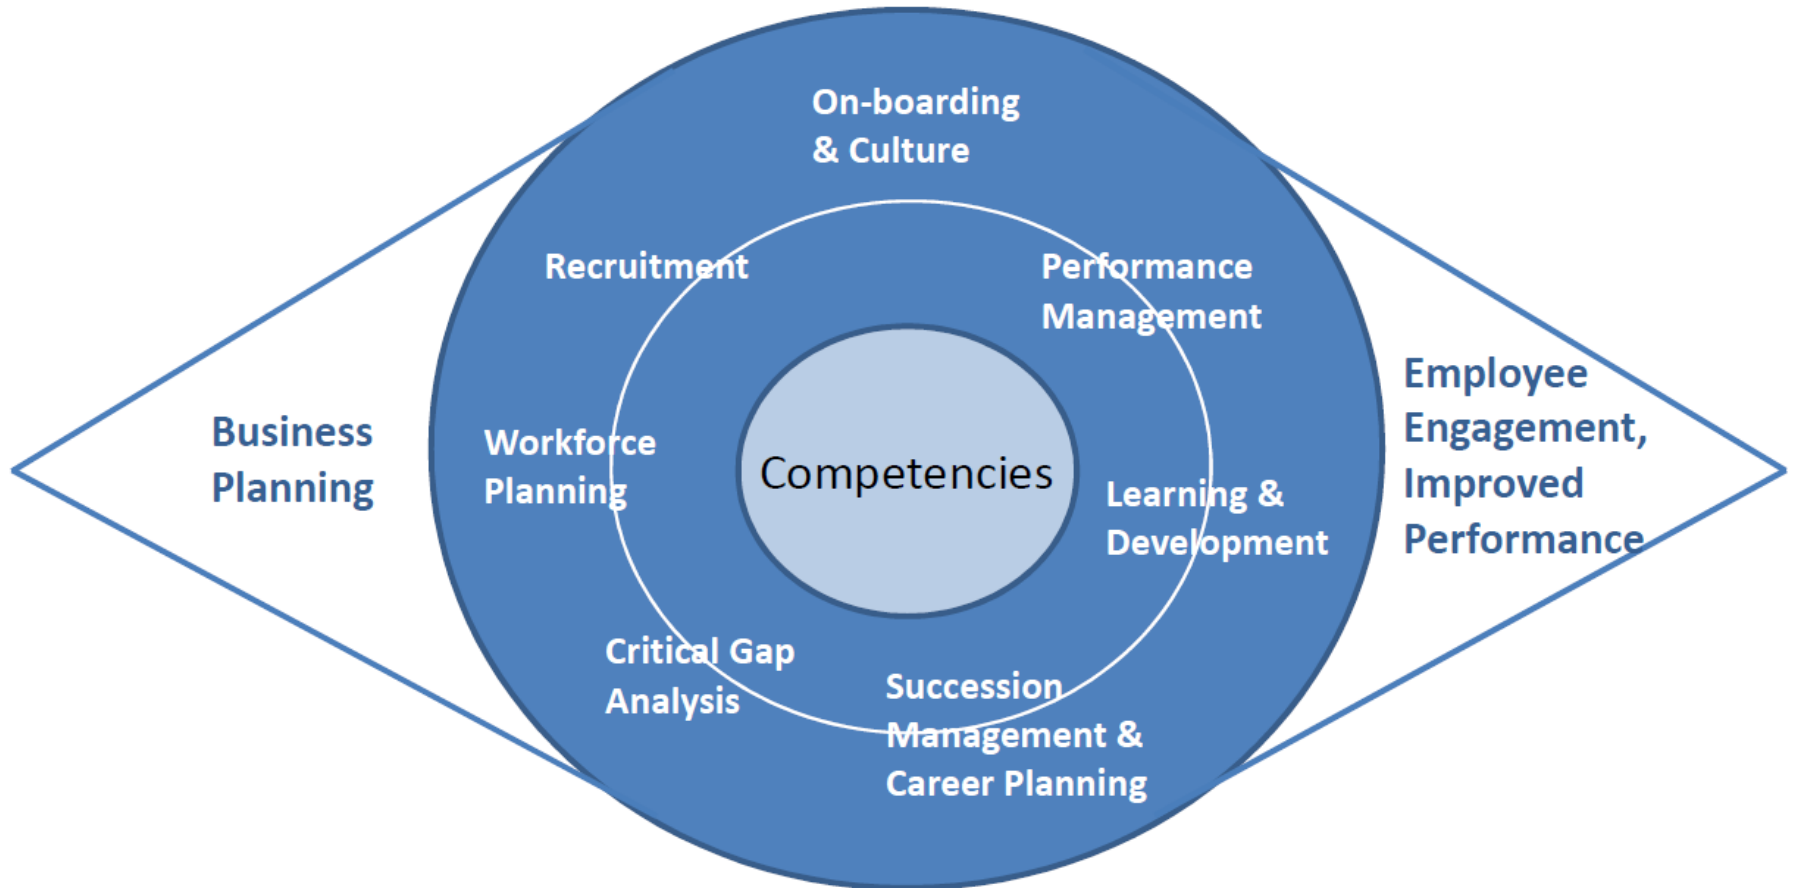 On-boarding
& Culture
Recruitment
Performance
Management
Business
Planning
Workforce
Planning
Competencies
Learning &
Development
Employee
Engagement,
Improved
Performance
Critical Gap
Analysis
Succession
Management &
Career Planning